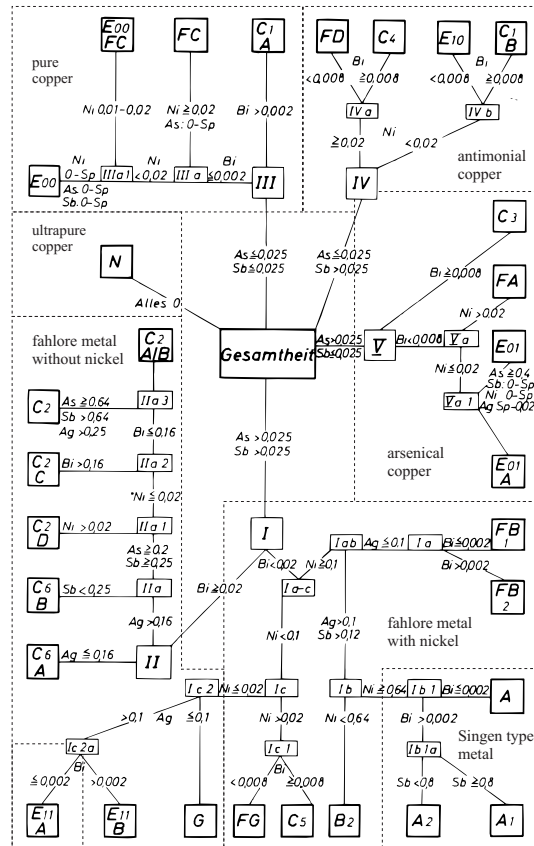 E00
FC
FC
C1
A
FD
C4
E10
C1
B
pure
copper
Bi
<0,008
≥0,008
Bi
<0,008
≥0,008
Ni 0,01-0,02
Ni ≥0,02
As: 0-Sp
Bi >0,002
IV a
IV b
≥0,02
Ni
<0,02
antimonial
copper
E00
Ni
0-Sp
As: 0-Sp
Sb: 0-Sp
III a1
Ni
<0,02
III a
Bi
≤0,002
III
IV
ultrapure
copper
N
Alles 0
As ≤0,025
Sb ≤0,025
As ≤0,025
Sb >0,025
C3
Bi ≥0,008
FA
Ni >0,02
fahlore metal
without nickel
C2
A/B
Gesamtheit
As >0,025
Sb ≤0,025
V
Bi <0,008
V a
E01
Ni ≤0,02
As ≥0,4
Sb: 0-Sp
Ni: 0-Sp
Ag Sp-0,02
V a 1
C2
As ≥0,64
Sb >0,64
Ag >0,25
II a 3
Bi ≤0,16
As >0,025
Sb >0,025
arsenical
copper
E01
A
C2
C
Bi >0,16
II a 2
Ni ≤0,02
C2
D
Ni >0,02
II a 1
As ≥0,2
Sb ≥0,25
I
I ab
Ag ≤0,1
I a
Bi ≤0,002
FB
1
Bi <0,02
Ni ≥0,1
Bi >0,002
FB
2
C6
B
Sb <0,25
II a
Bi ≥0,02
I a-c
fahlore metal
with nickel
Ag >0,16
Ni <0,1
Ag >0,1
Sb >0,12
C6
A
Ag ≤0,16
II
I c 2
Ni ≤0,02
I c
I b
Ni ≥0,64
I b 1
Bi ≤0,002
A
>0,1
Ag
≤0,1
Ni >0,02
Ni <0,64
Bi >0,002
Singen type
metal
I c 2a
I c 1
I b 1a
Bi
≤0,002
>0,002
Bi
<0,008
≥0,008
Sb <0,8
Sb ≥0,8
E11
A
E11
B
G
FG
C5
B2
A2
A1